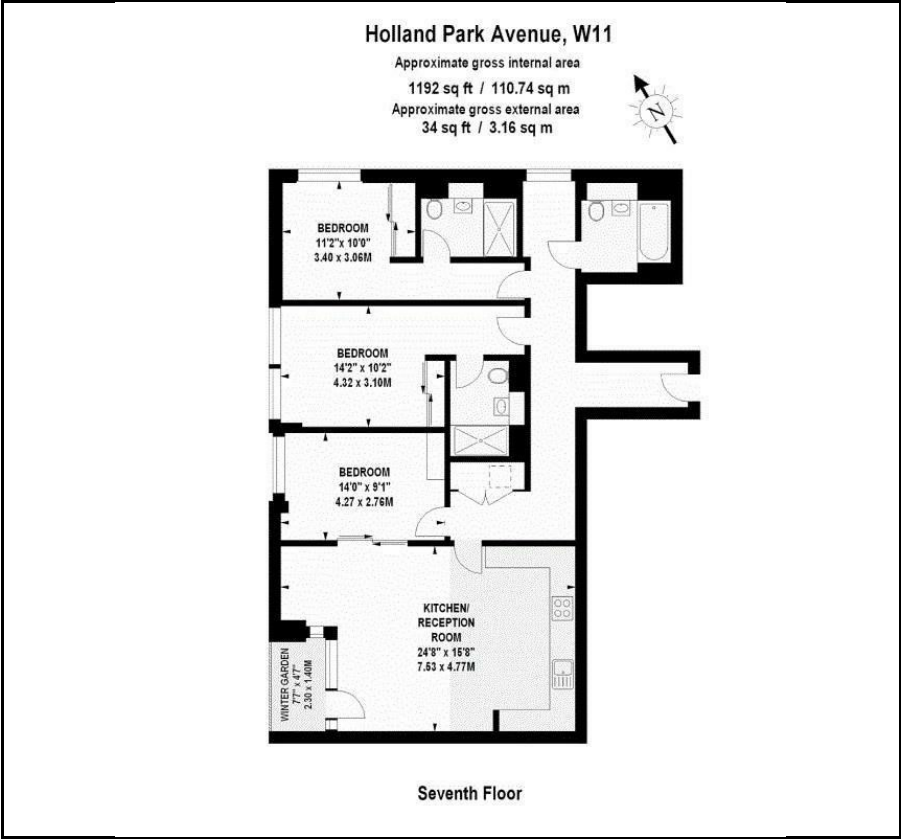 Holland Park Avenue, W11
Approximate gross internal area
1192 sq ft / 110.74 sq m
Approximate gross external area
34 sq ft / 3.16 sq m
N
BEDROOM
11'2" x 10'0"
3.40 x 3.06M
BEDROOM
14'2" x 10'2"
4.32 x 3.10M
BEDROOM
14'0" x 9'1"
4.27 x 2.76M
KITCHEN/
RECEPTION
ROOM
24'8" x 15'8"
7.53 x 4.77M
WINTER GARDEN
7'7" x 4'7"
2.30 x 1.40M
Seventh Floor